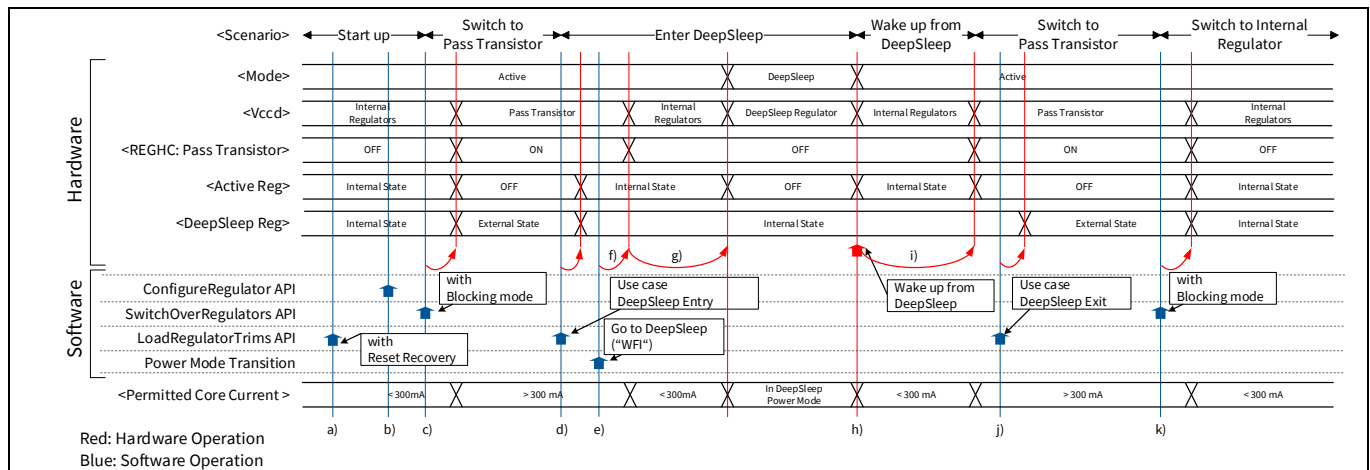 <Scenario>
Start up
Switch to
Pass Transistor
Enter DeepSleep
Wake up from
DeepSleep
Switch to
Pass Transistor
Switch to Internal
Regulator
Hardware
<Mode>
Active
DeepSleep
Active
<Vccd>
Internal
Regulators
Pass Transistor
Internal
Regulators
DeepSleep Regulator
Internal Regulators
Pass Transistor
Internal
Regulators
<REGHC: Pass Transistor>
OFF
ON
OFF
ON
OFF
<Active Reg>
Internal State
OFF
Internal State
OFF
Internal State
OFF
Internal State
<DeepSleep Reg>
Internal State
External State
Internal State
External State
Internal State
f)
g)
i)
Software
ConfigureRegulator API
SwitchOverRegulators API
LoadRegulatorTrims API
Power Mode Transition
with
Reset Recovery
with
Blocking mode
Use case
DeepSleep Entry
Go to DeepSleep
("WFI")
Wake up from
DeepSleep
Use case
DeepSleep Exit
with
Blocking mode
<Permitted Core Current >
< 300mA
> 300 mA
< 300mA
In DeepSleep
Power Mode
< 300 mA
> 300 mA
< 300 mA
a)
b)
c)
d)
e)
h)
j)
k)
Red: Hardware Operation
Blue: Software Operation